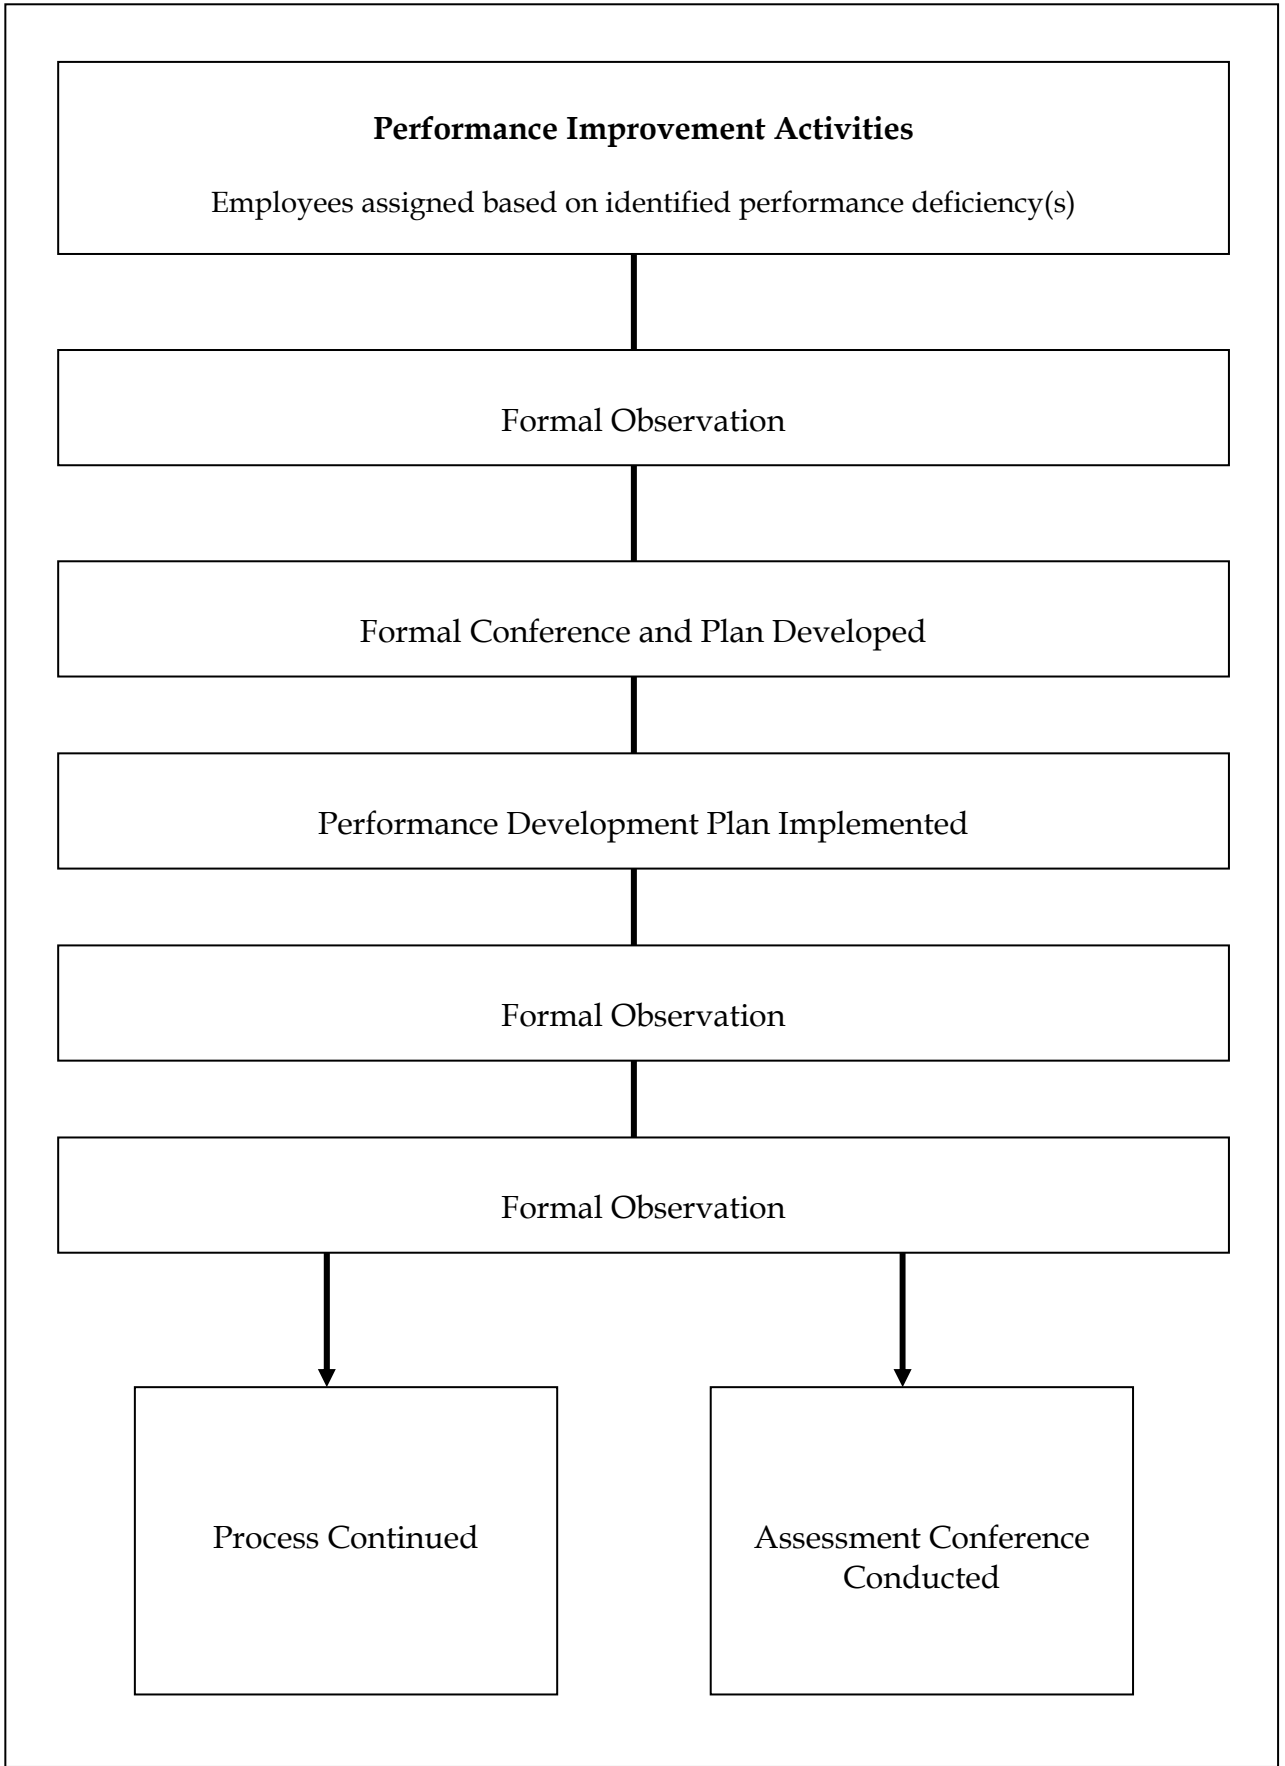 Performance Improvement Activities
Employees assigned based on identified performance deficiency(s)
Formal Observation
Formal Conference and Plan Developed
Performance Development Plan Implemented
Formal Observation
Formal Observation
Process Continued
Assessment Conference
Conducted